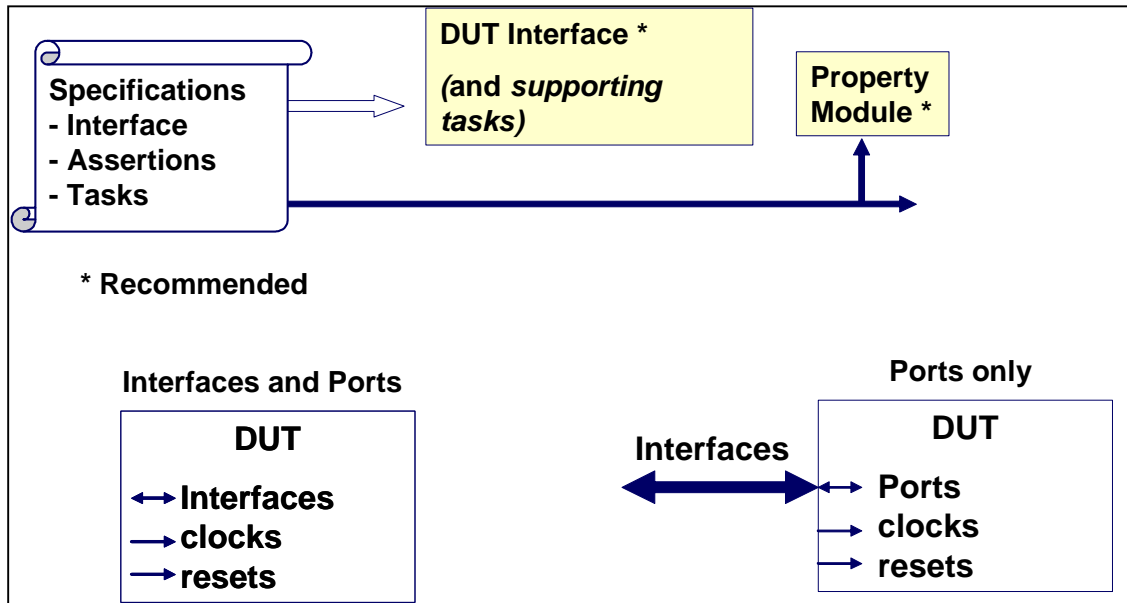 Specifications
- Interface
- Assertions
- Tasks
DUT Interface *
(and supporting
tasks)
Property
Module *
* Recommended
Interfaces and Ports
DUT
Interfaces
clocks
resets
Interfaces
Ports only
DUT
Ports
clocks
resets